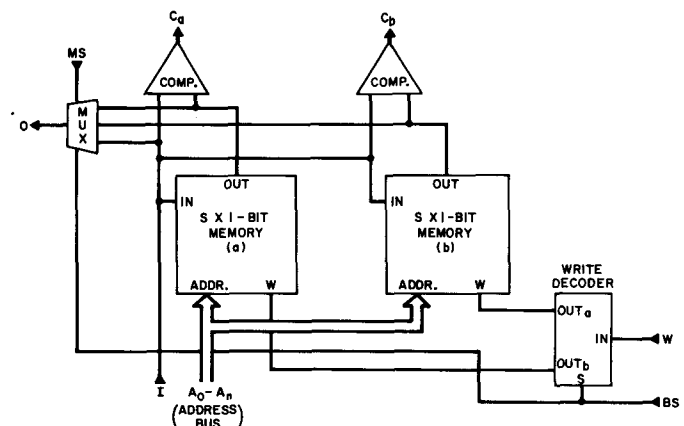 Ca
Cb
MS
COMP.
COMP.
O
MUX
OUT
OUT
IN
S X 1-BIT
MEMORY
(a)
IN
S X 1-BIT
MEMORY
(b)
ADDR.
W
ADDR.
W
WRITE
DECODER
OUTa
IN
W
OUTb
S
BS
I
A0-An
(ADDRESS
BUS
)